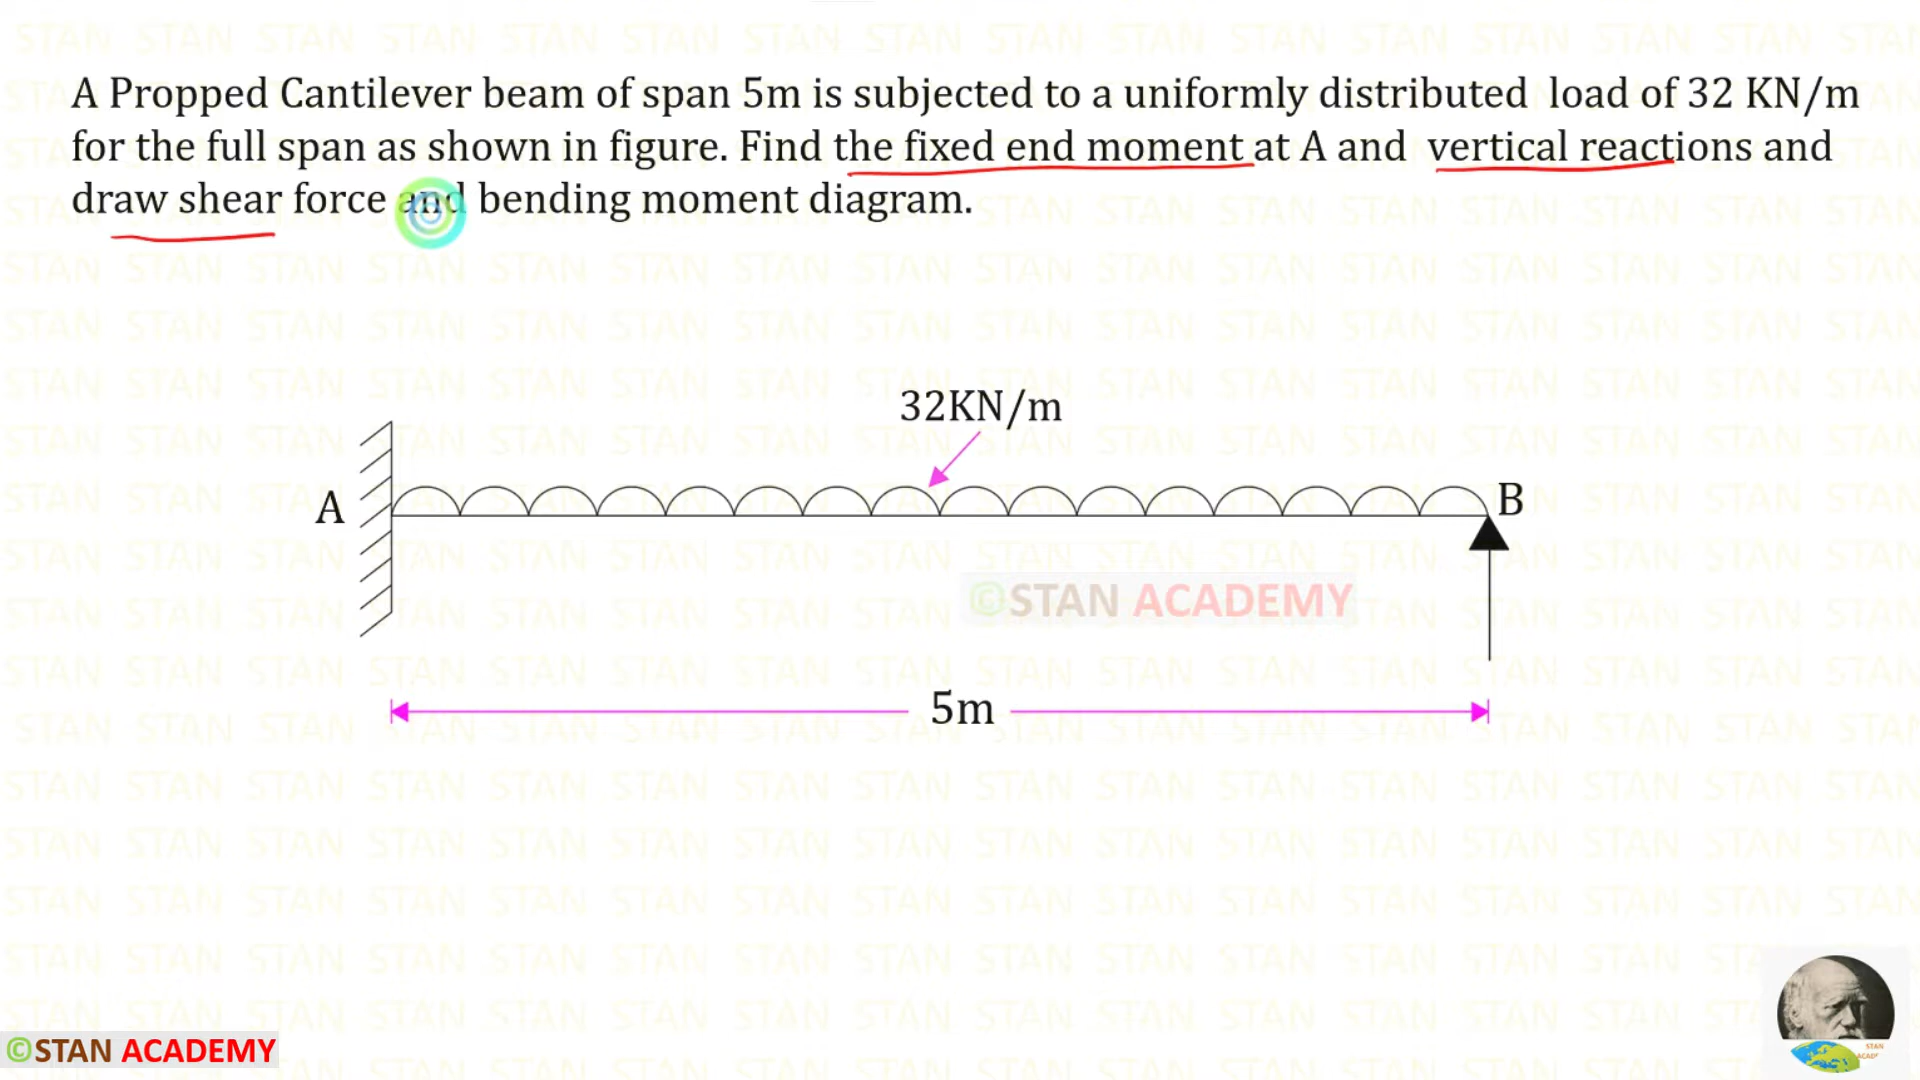 A Propped Cantilever beam of span 5m is subjected to a uniformly distributed load of 32 KN/m
for the full span as shown in figure. Find the fixed end moment at A and vertical reactions and
draw shear force and bending moment diagram.
32KN/m
A
B
©STAN ACADEMY
5m
©STAN ACADEMY
STAN